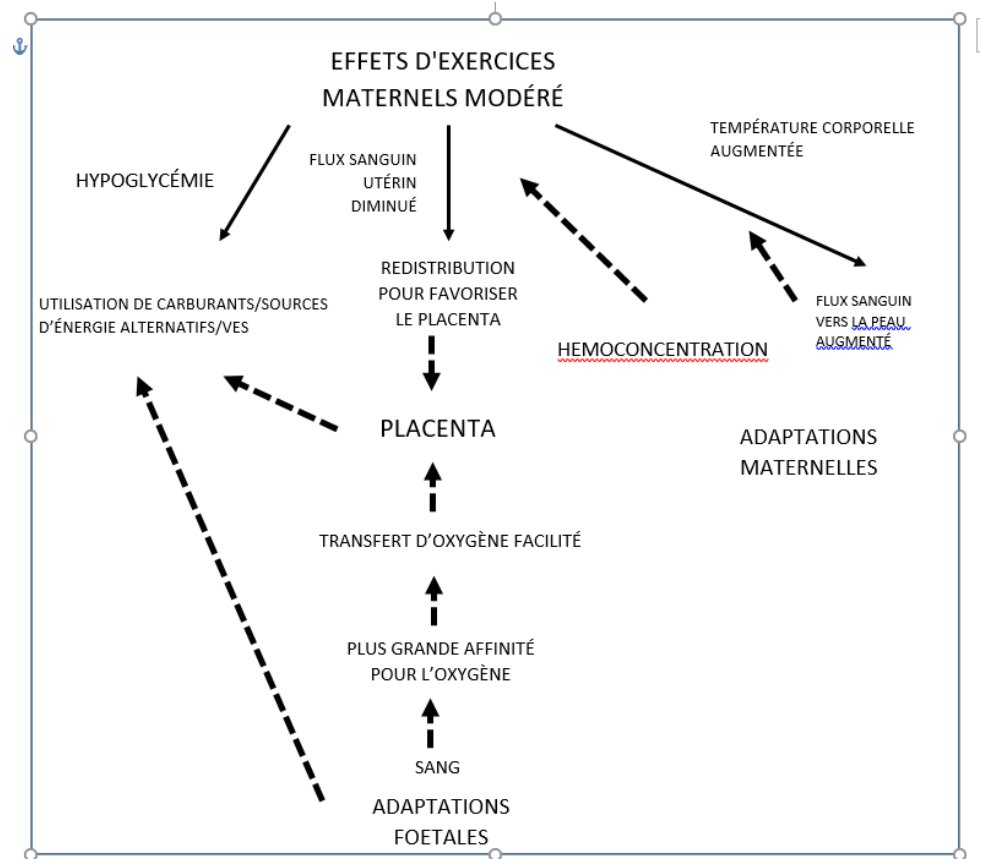 EFFETS D'EXERCICES
MATERNELS MODÉRÉ
TEMPÉRATURE CORPORELLE
AUGMENTÉE
HYPOGLYCÉMIE
FLUX SANGUIN
UTÉRIN
DIMINUÉ
REDISTRIBUTION
POUR FAVORISER
LE PLACENTA
UTILISATION DE CARBURANTS/SOURCES
D’ÉNERGIE ALTERNATIFS/VES
FLUX SANGUIN
VERS LA PEAU
AUGMENTÉ
HEMOCONCENTRATION
PLACENTA
ADAPTATIONS
MATERNELLES
TRANSFERT D’OXYGÈNE FACILITÉ
PLUS GRANDE AFFINITÉ
POUR L’OXYGÈNE
SANG
ADAPTATIONS
FOETALES